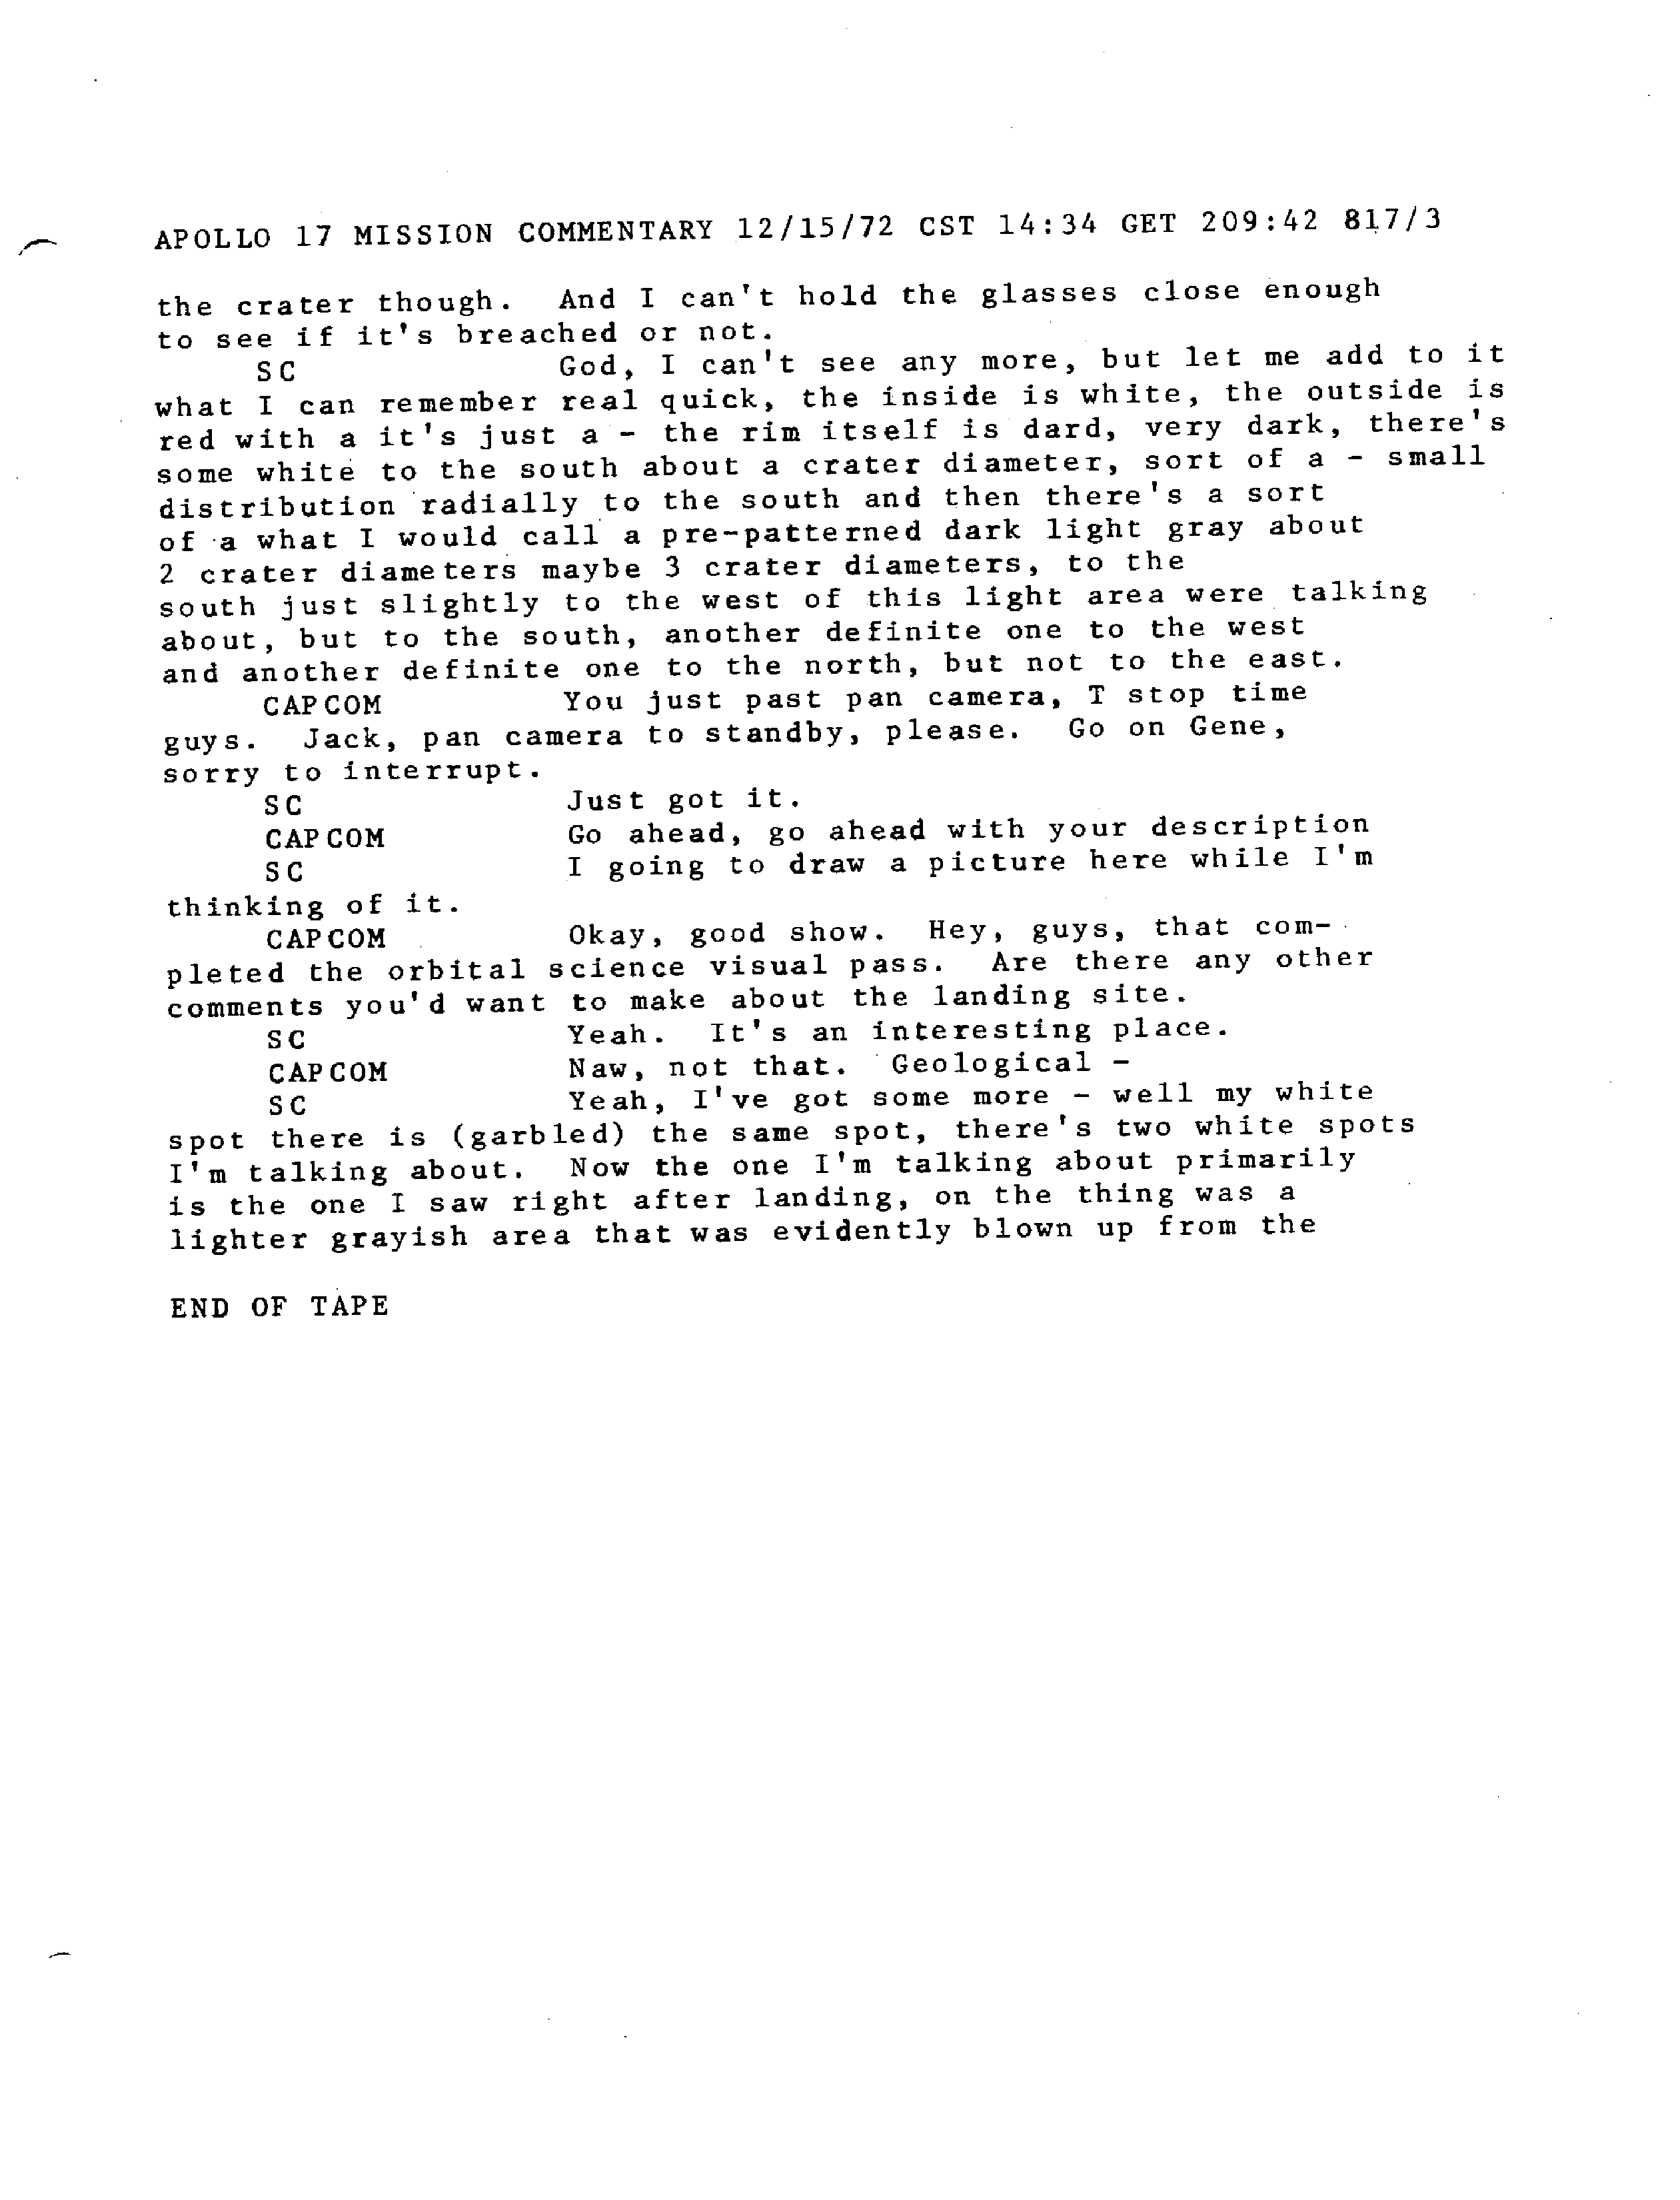 APOLLO 17 MISSION COMMENTARY 12/15/72 CST 14:34 GET 209:42 817/3
the crater though. And I can't hold the glasses close enough
to see if it's breached or not.
SC God, I can't see any more, but let me add to it
what I can remember real quick, the inside is white, the outside is
red with a it's just a - the rim itself is dard, very dark, there's
some white to the south about a crater diameter, sort of a - small
distribution radially to the south and then there's a sort
of a what I would call a pre-patterned dark light gray about
2 crater diameters maybe 3 crater diameters, to the
south just slightly to the west of this light area were talking
about, but to the south, another definite one to the west
and another definite one to the north, but not to the east.
CAPCOM You just past pan camera, T stop time
guys. Jack, pan camera to standby, please. Go on Gene,
sorry to interrupt.
SC Just got it.
CAPCOM Go ahead, go ahead with your description
SC I going to draw a picture here while I'm
thinking of it.
CAPCOM Okay, good show. Hey, guys, that com-
pleted the orbital science visual pass. Are there any other
comments you'd want to make about the landing site.
SC Yeah. It's an interesting place.
CAPCOM Naw, not that. Geological -
SC Yeah, I've got some more - well my white
spot there is (garbled) the same spot, there's two white spots
I'm talking about. Now the one I'm talking about primarily
is the one I saw right after landing, on the thing was a
lighter grayish area that was evidently blown up from the
END OF TAPE